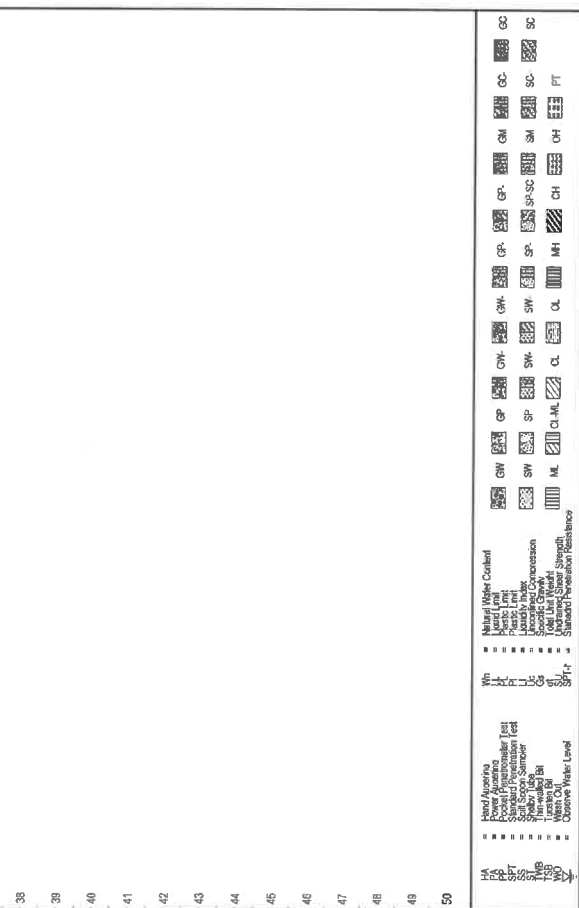 38
39
40
41
42
43
44
45
46
47
48
49
50
HA = Hand Augering
PA = Power Augering
PP = Pocket Penetrometer Test
SPT = Standard Penetration Test
SS = Split Spoon Sampler
ST = Shelby Tube
TWB = Thin-walled Bit
TSB = Tucsten Bit
WO = Wash Out
= Observe Water Level
Wn = Natural Water Content
LL = Liquid Limit
PL = Plastic Limit
PI = Plastic Limit
LI = Liquidity Index
Uc = Unconfined Compression
Gs = Specific Gravity
= Total Unit Weight
SU = Undrained Shear Strength
SPT-r = Stahadrd Penetration Resistance
GW GP GW- GW- GP- GP- GM GC- GC
SW SP SW- SW- SP- SP-SC SM SC- SC
ML CL-ML CL OL MH CH OH PT